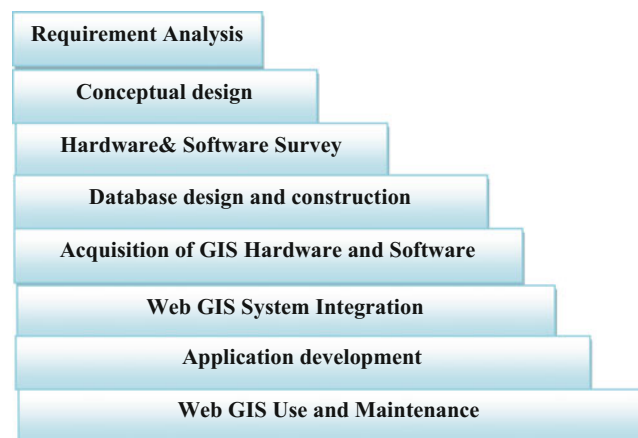 Requirement Analysis
Conceptual design
Hardware& Software Survey
Database design and construction
Acquisition of GIS Hardware and Software
Web GIS System Integration
Application development
Web GIS Use and Maintenance